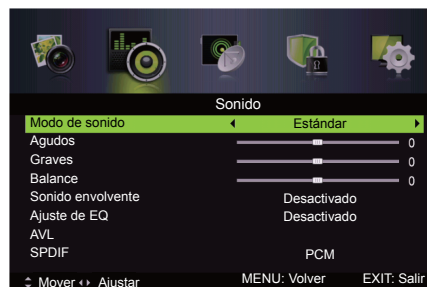 Sonido
Modo de sonido Estándar
Agudos 0
Graves 0
Balance 0
Sonido envolvente Desactivado
Ajuste de EQ Desactivado
AVL
SPDIF PCM
Mover Ajustar MENU: Volver EXIT: Salir